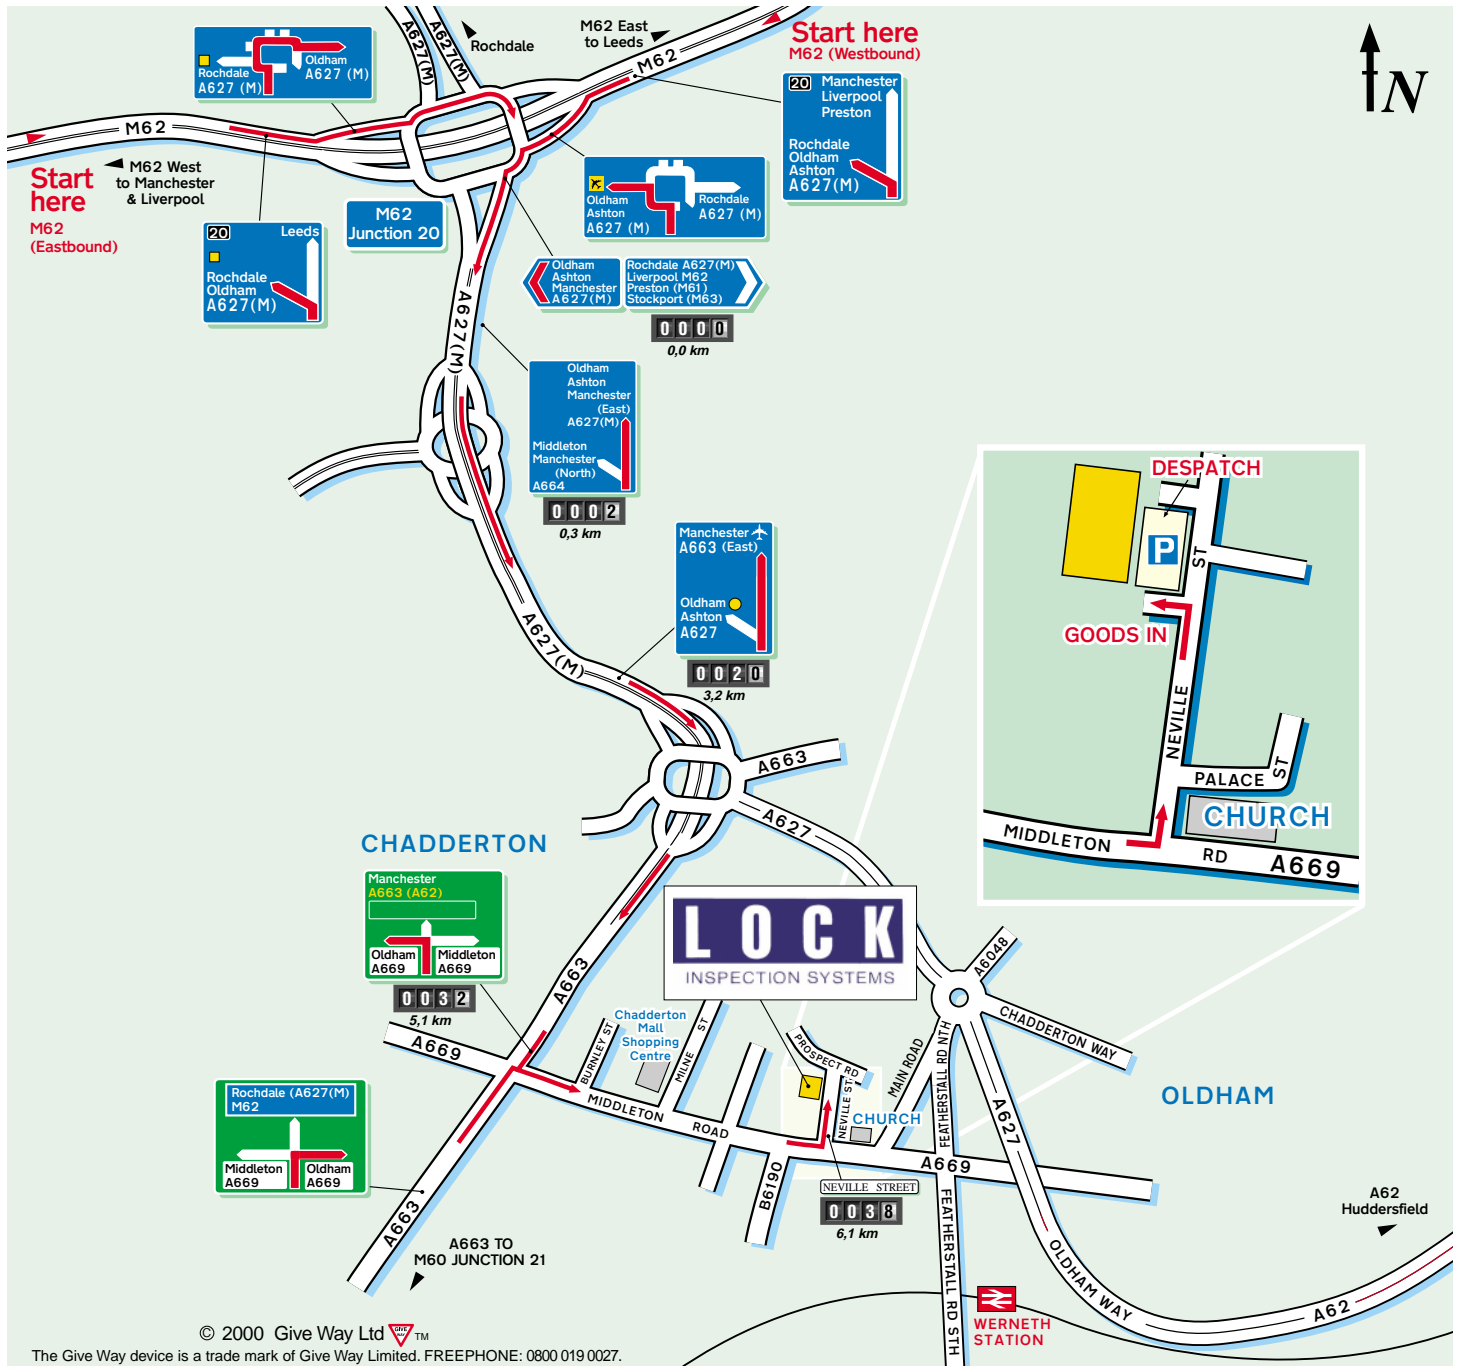 A627(M)
A627(M)
Rochdale
M62 East
to Leeds
M62
Start here
M62 (Westbound)
N
Rochdale
A627 (M)
Oldham
A627 (M)
20
Manchester
Liverpool
Preston
Rochdale
Oldham
Ashton
A627(M)
M62
M62 West
to Manchester
& Liverpool
Start
here
M62
(Eastbound)
M62
Junction 20
Oldham
Ashton
A627 (M)
Rochdale
A627 (M)
20
Leeds
Rochdale
Oldham
A627(M)
Oldham
Ashton
Manchester
A627(M)
Rochdale A627(M)
Liverpool M62
Preston (M61)
Stockport (M63)
0000
0,0 km
A627(M)
Oldham
Ashton
Manchester
(East)
A627(M)
Middleton
Manchester
(North)
A664
0002
0,3 km
Manchester
A663 (East)
Oldham
Ashton
A627
0020
3,2 km
A627(M)
DESPATCH
P
ST
GOODS IN
NEVILLE
PALACE ST
CHURCH
MIDDLETON RD A669
A663
A627
CHADDERTON
Manchester
A663 (A62)
Oldham
A669
Middleton
A669
0032
5,1 km
A663
LOCK
INSPECTION SYSTEMS
A6048
CHADDERTON WAY
Chadderton
Mall
Shopping
Centre
BURNLEY ST
MILNE ST
A669
MIDDLETON ROAD
PROSPECT RD
NEVILLE ST
MAIN ROAD
FEATHERSTALL RD NTH
CHURCH
OLDHAM
A627
Rochdale (A627(M)
M62
Middleton
A669
Oldham
A669
A669
B6190
NEVILLE STREET
0038
6,1 km
A663
A663 TO
M60 JUNCTION 21
FEATHERSTALL RD STH
OLDHAM WAY
A62
A62
Huddersfield
WERNETH
STATION
© 2000 Give Way Ltd GIVE WAY TM
The Give Way device is a trade mark of Give Way Limited. FREEPHONE: 0800 019 0027.